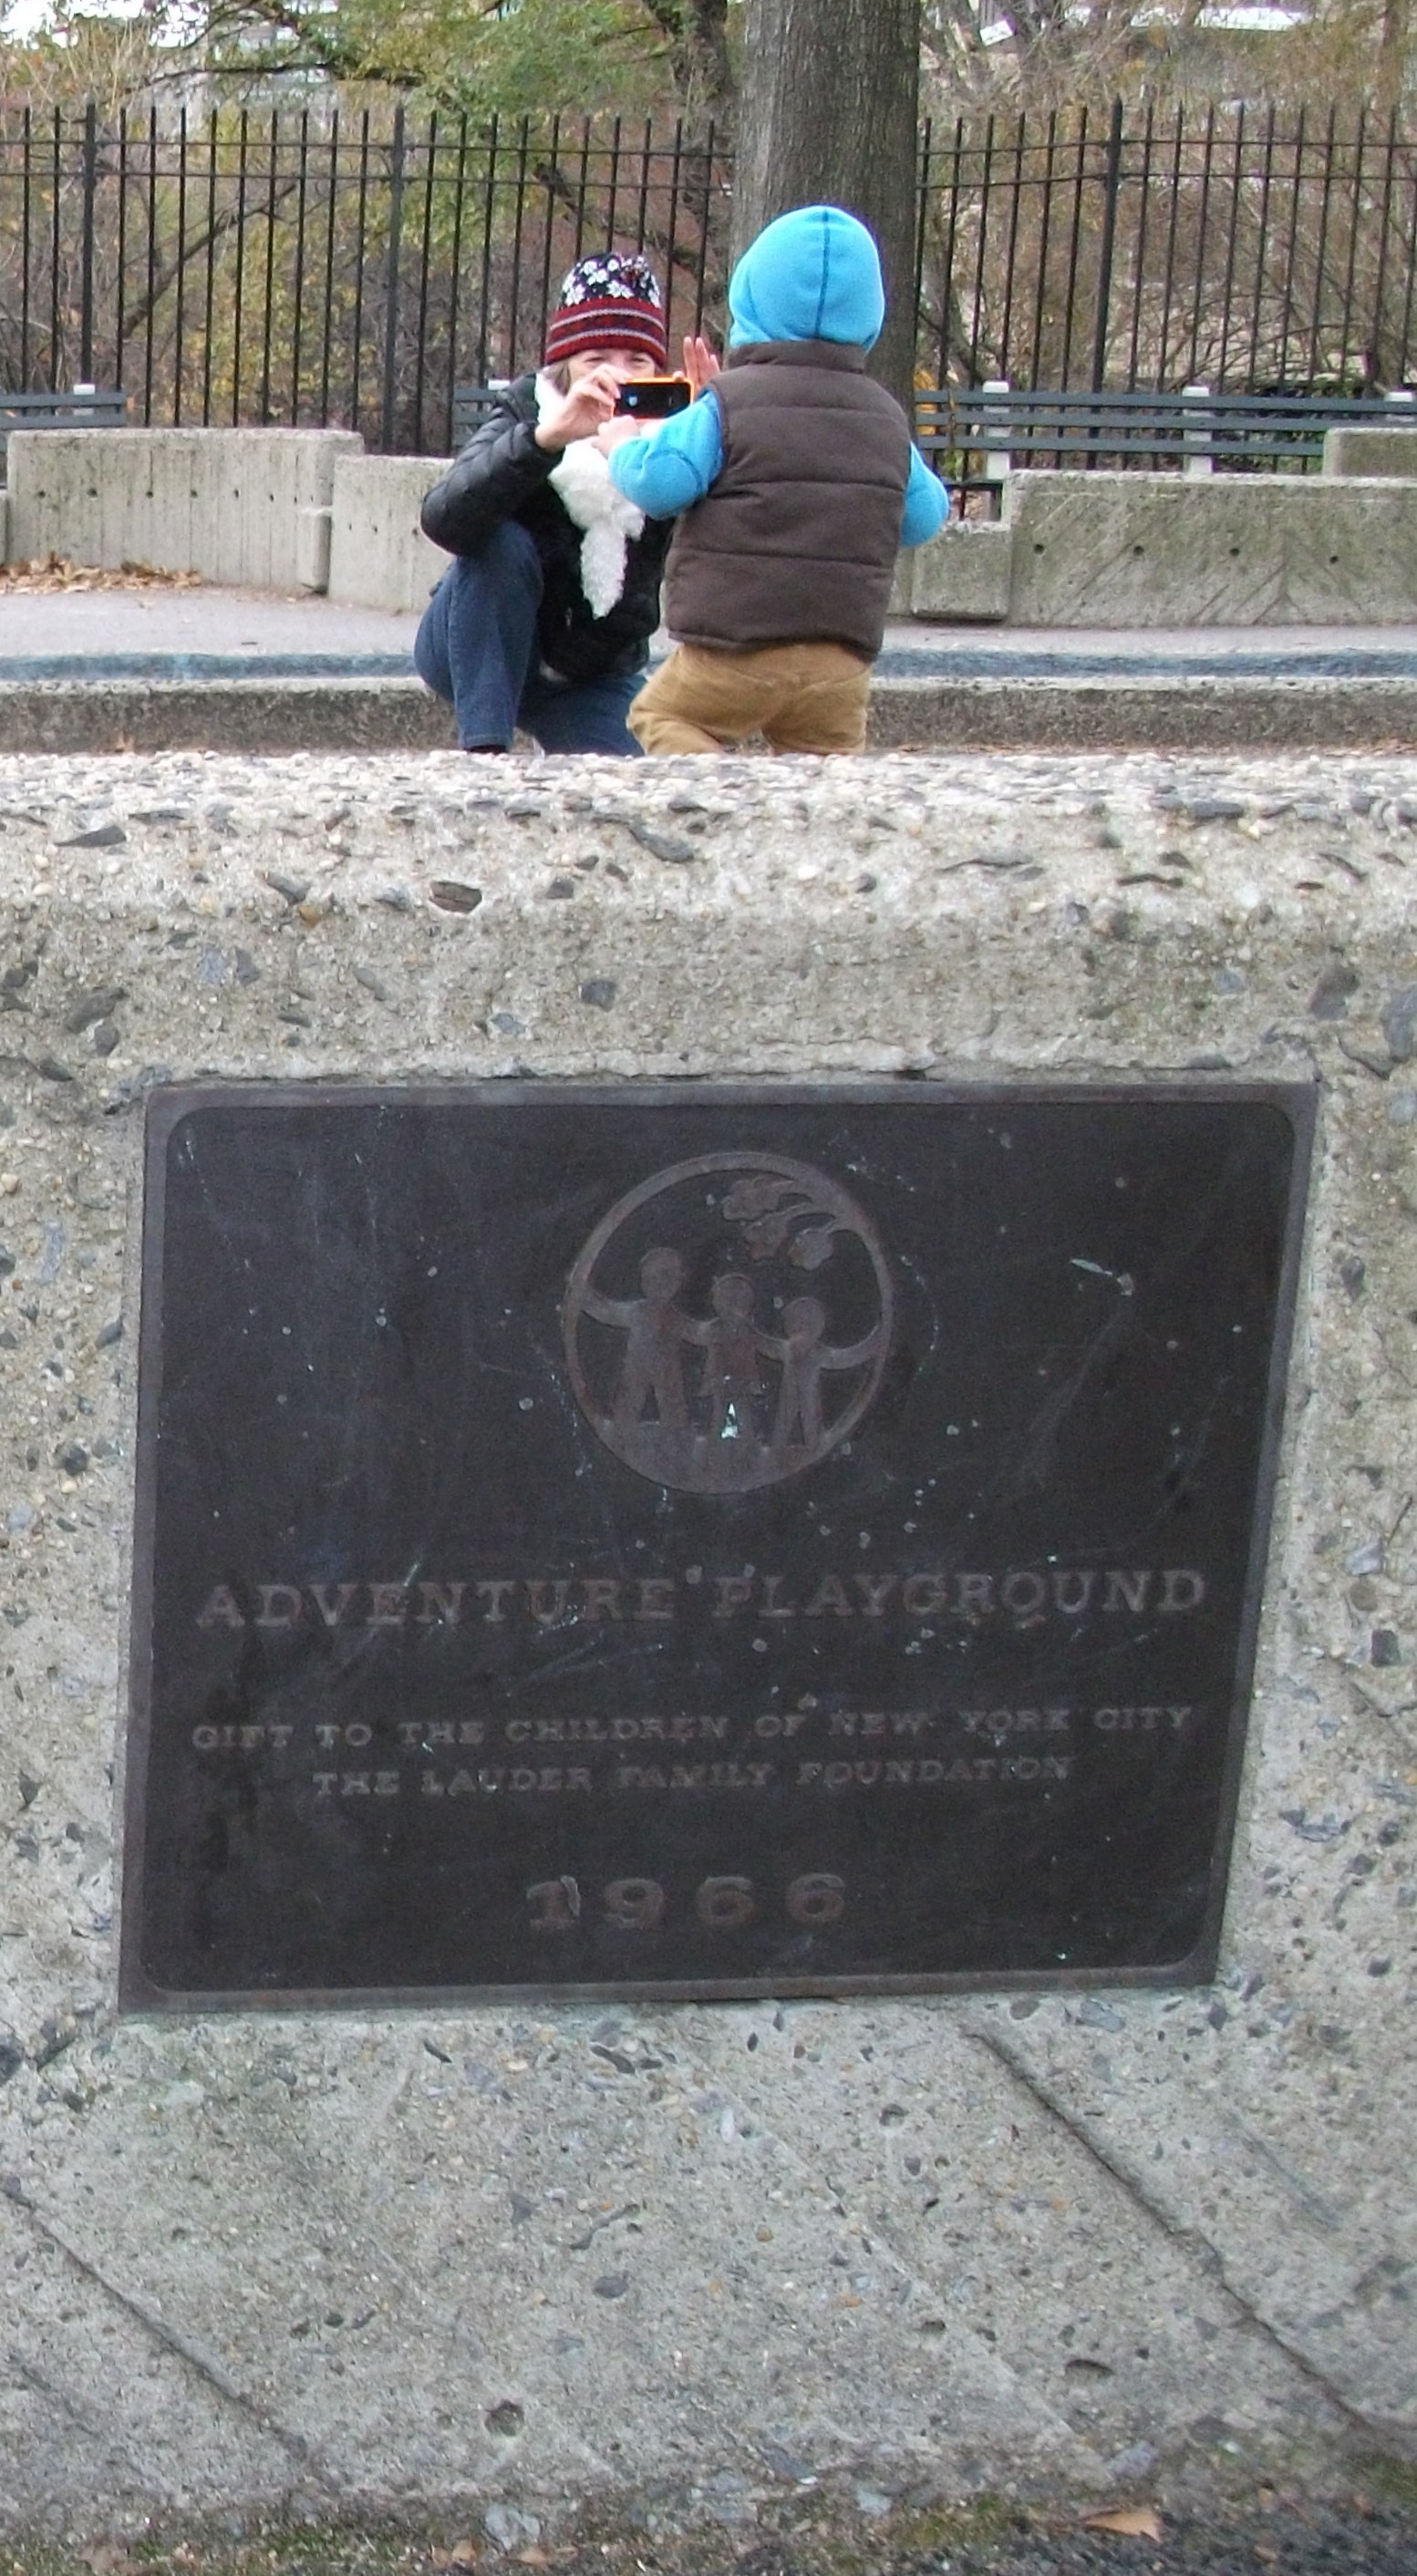 ADVENTURE PLAYGROUND
GIFT TO THE CHILDREN OF NEW YORK CITY
THE LAUDER FAMILY FOUNDATION
1966